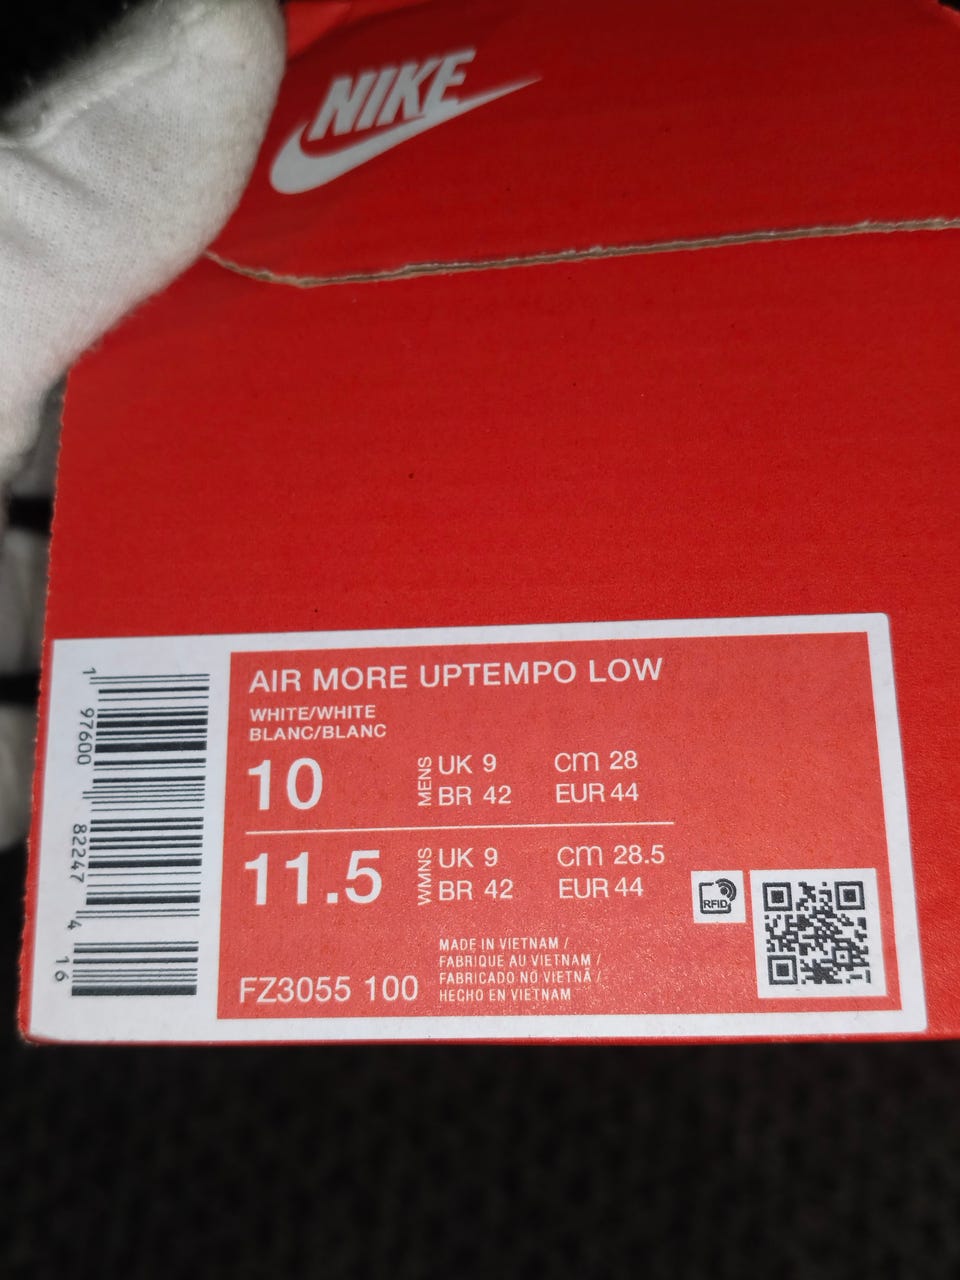 NIKE
AIR MORE UPTEMPO LOW
WHITE/WHITE
BLANC/BLANC
10
MENS
UK 9
cm 28
BR 42
EUR 44
11.5
WMNS
UK 9
cm 28.5
BR 42
EUR 44
RFID
MADE IN VIETNAM /
FABRIQUE AU VIETNAM /
FABRICADO NO VIETNÃ /
HECHO EN VIETNAM
FZ3055 100
1 97600 82247 4 16